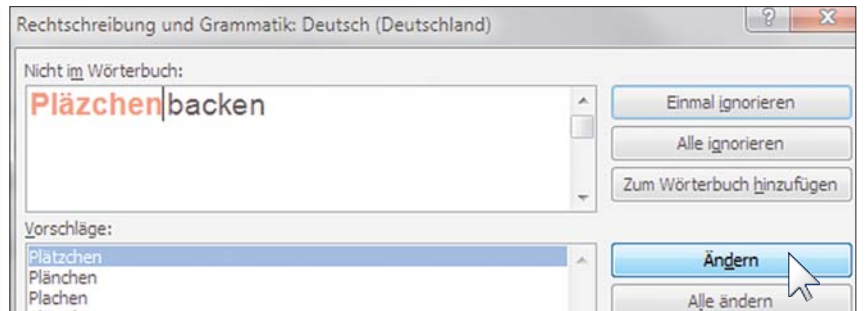 Rechtschreibung und Grammatik: Deutsch (Deutschland)
Nicht im Wörterbuch:
Pläzchen backen
Einmal ignorieren
Alle ignorieren
Zum Wörterbuch hinzufügen
Vorschläge:
Plätzchen
Plänchen
Plachen
Ändern
Alle ändern